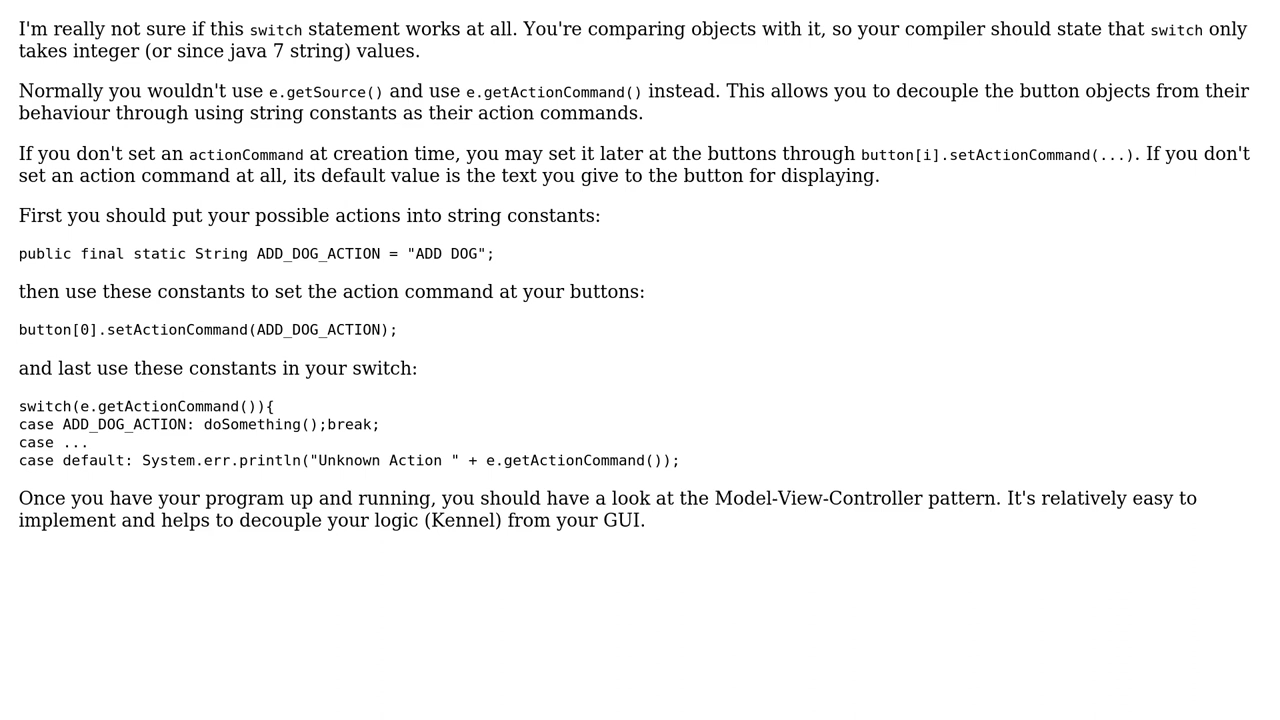 I'm really not sure if this switch statement works at all. You're comparing objects with it, so your compiler should state that switch only
takes integer (or since java 7 string) values.
Normally you wouldn't use e.getSource() and use e.getActionCommand() instead. This allows you to decouple the button objects from their
behaviour through using string constants as their action commands.
If you don't set an actionCommand at creation time, you may set it later at the buttons through button[i].setActionCommand(...). If you don't
set an action command at all, its default value is the text you give to the button for displaying.
First you should put your possible actions into string constants:
public final static String ADD_DOG_ACTION = "ADD DOG";
then use these constants to set the action command at your buttons:
button[0].setActionCommand(ADD_DOG_ACTION);
and last use these constants in your switch:
switch(e.getActionCommand()){
case ADD_DOG_ACTION: doSomething();break;
case ...
case default: System.err.println("Unknown Action " + e.getActionCommand());
Once you have your program up and running, you should have a look at the Model-View-Controller pattern. It's relatively easy to
implement and helps to decouple your logic (Kennel) from your GUI.